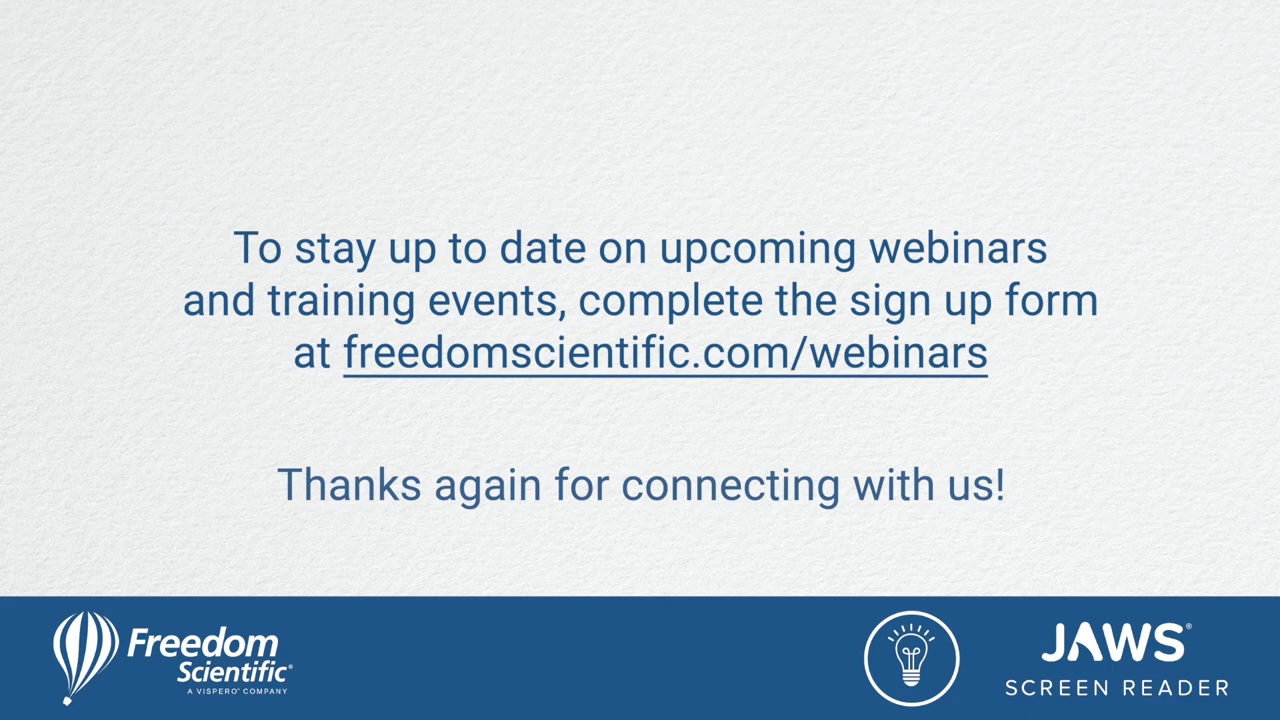 To stay up to date on upcoming webinars
and training events, complete the sign up form
at freedomscientific.com/webinars
Thanks again for connecting with us!
Freedom
Scientific®
A VISPERO™ COMPANY
JAWS®
SCREEN READER